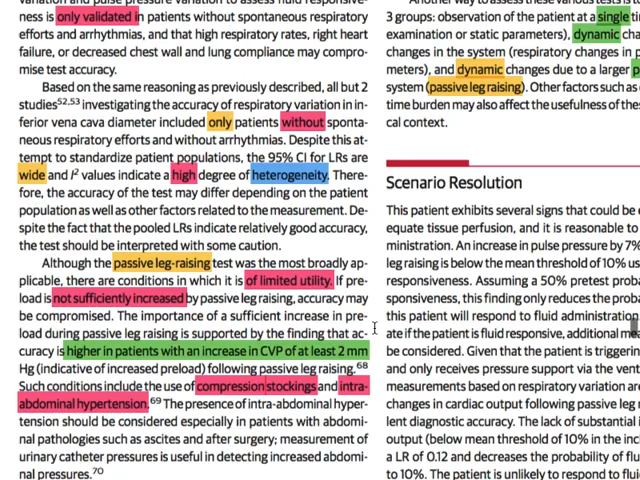 variation and pulse pressure variation to assess fluid responsive-
ness is only validated in patients without spontaneous respiratory
efforts and arrhythmias, and that high respiratory rates, right heart
failure, or decreased chest wall and lung compliance may compro-
mise test accuracy.
Based on the same reasoning as previously described, all but 2
studies52,53 investigating the accuracy of respiratory variation in in-
ferior vena cava diameter included only patients without sponta-
neous respiratory efforts and without arrhythmias. Despite this at-
tempt to standardize patient populations, the 95% CI for LRs are
wide and I2 values indicate a high degree of heterogeneity. There-
fore, the accuracy of the test may differ depending on the patient
population as well as other factors related to the measurement. De-
spite the fact that the pooled LRs indicate relatively good accuracy,
the test should be interpreted with some caution.
Although the passive leg-raising test was the most broadly ap-
plicable, there are conditions in which it is of limited utility. If pre-
load is not sufficiently increased by passive leg raising, accuracy may
be compromised. The importance of a sufficient increase in pre-
load during passive leg raising is supported by the finding that ac-
curacy is higher in patients with an increase in CVP of at least 2 mm
Hg (indicative of increased preload) following passive leg raising.68
Such conditions include the use of compression stockings and intra-
abdominal hypertension.69 The presence of intra-abdominal hyper-
tension should be considered especially in patients with abdomi-
nal pathologies such as ascites and after surgery; measurement of
urinary catheter pressures is useful in detecting increased abdomi-
nal pressures.70
Another way to assess these various tests is to
3 groups: observation of the patient at a single
examination or static parameters), dynamic cha
changes in the system (respiratory changes in p
meters), and dynamic changes due to a larger p
system (passive leg raising). Other factors such as
time burden may also affect the usefulness of the
cal context.
Scenario Resolution
This patient exhibits several signs that could be
equate tissue perfusion, and it is reasonable to
ministration. An increase in pulse pressure by 7%
leg raising is below the mean threshold of 10% us
responsiveness. Assuming a 50% pretest proba
sponsiveness, this finding only reduces the proba
this patient will respond to fluid administration
ate if the patient is fluid responsive, additional mea
be considered. Given that the patient is triggerin
and only receives pressure support via the vent
measurements based on respiratory variation are
changes in cardiac output following passive leg
lent diagnostic accuracy. The lack of substantial i
output (below mean threshold of 10% in the inc
a LR of 0.12 and decreases the probability of flu
to 10%. The patient is unlikely to respond to flui